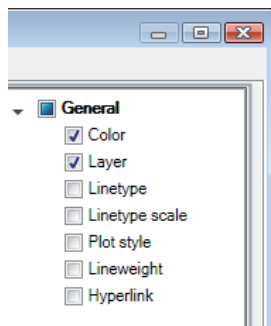 General
Color
Layer
Linetype
Linetype scale
Plot style
Lineweight
Hyperlink